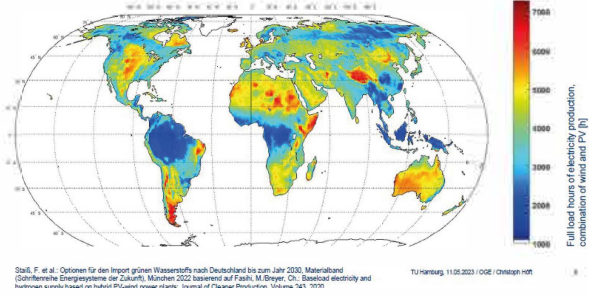 7000
6000
5000
4000
3000
2000
1000
Full load hours of electricity production,
combination of wind and PV [h]
Staiß, F. et al.: Optionen für den Import grünen Wasserstoffs nach Deutschland bis zum Jahr 2030, Materialband
(Schriftenreihe Energiesysteme der Zukunft), München 2022 basierend auf Fasihi, M./Breyer, Ch.: Baseload electricity and
hydrogen supply based on hybrid PV-wind power plants; Journal of Cleaner Production, Volume 243, 2020
TU Hamburg, 11.05.2023 / OGE / Christoph Höft